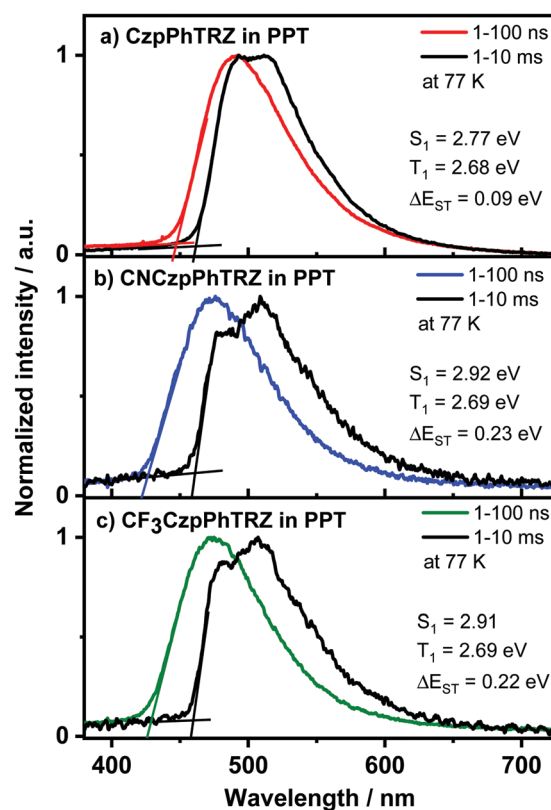 Normalized intensity / a.u.
a) CzpPhTRZ in PPT
1-100 ns
1-10 ms
at 77 K
S₁ = 2.77 eV
T₁ = 2.68 eV
ΔE_ST = 0.09 eV
1
0
b) CNCzpPhTRZ in PPT
1-100 ns
1-10 ms
at 77 K
S₁ = 2.92 eV
T₁ = 2.69 eV
ΔE_ST = 0.23 eV
1
0
c) CF₃CzpPhTRZ in PPT
1-100 ns
1-10 ms
at 77 K
S₁ = 2.91
T₁ = 2.69 eV
ΔE_ST = 0.22 eV
1
0
400 500 600 700
Wavelength / nm